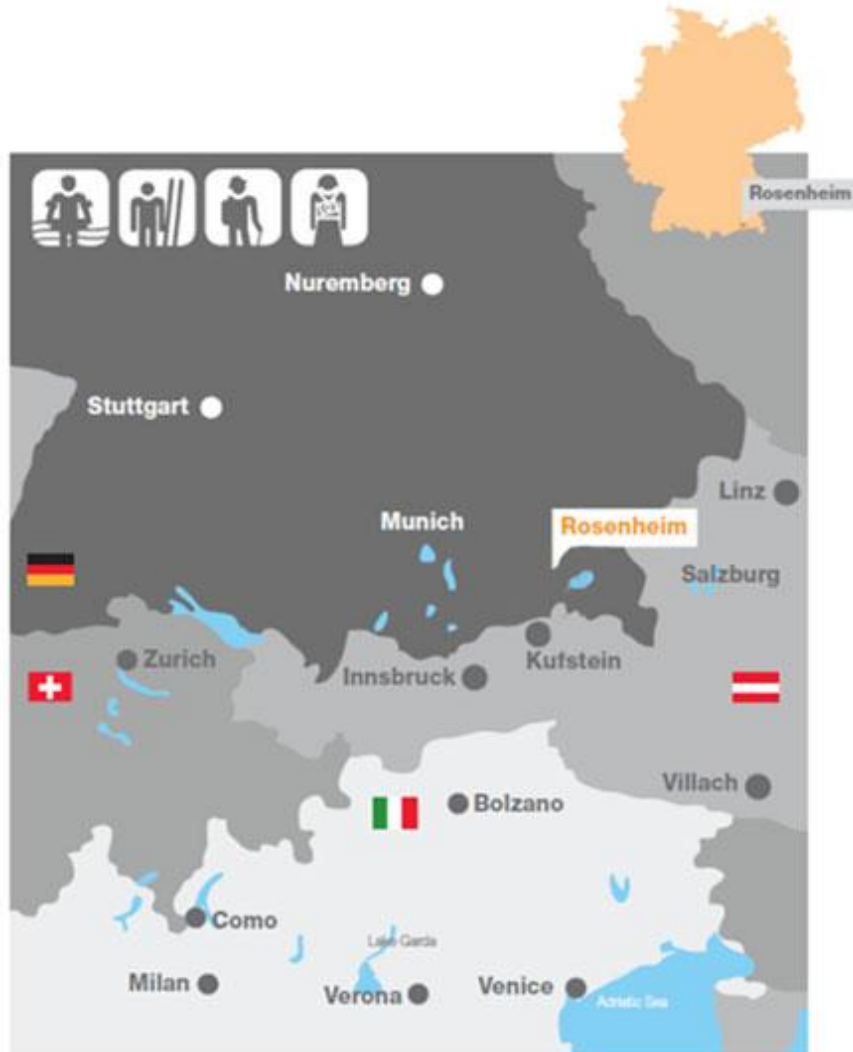 Rosenheim
Nuremberg
Stuttgart
Linz
Munich
Rosenheim
Salzburg
Zurich
Kufstein
Innsbruck
Villach
Bolzano
Como
Lake Garda
Milan
Verona
Venice
Adriatic Sea